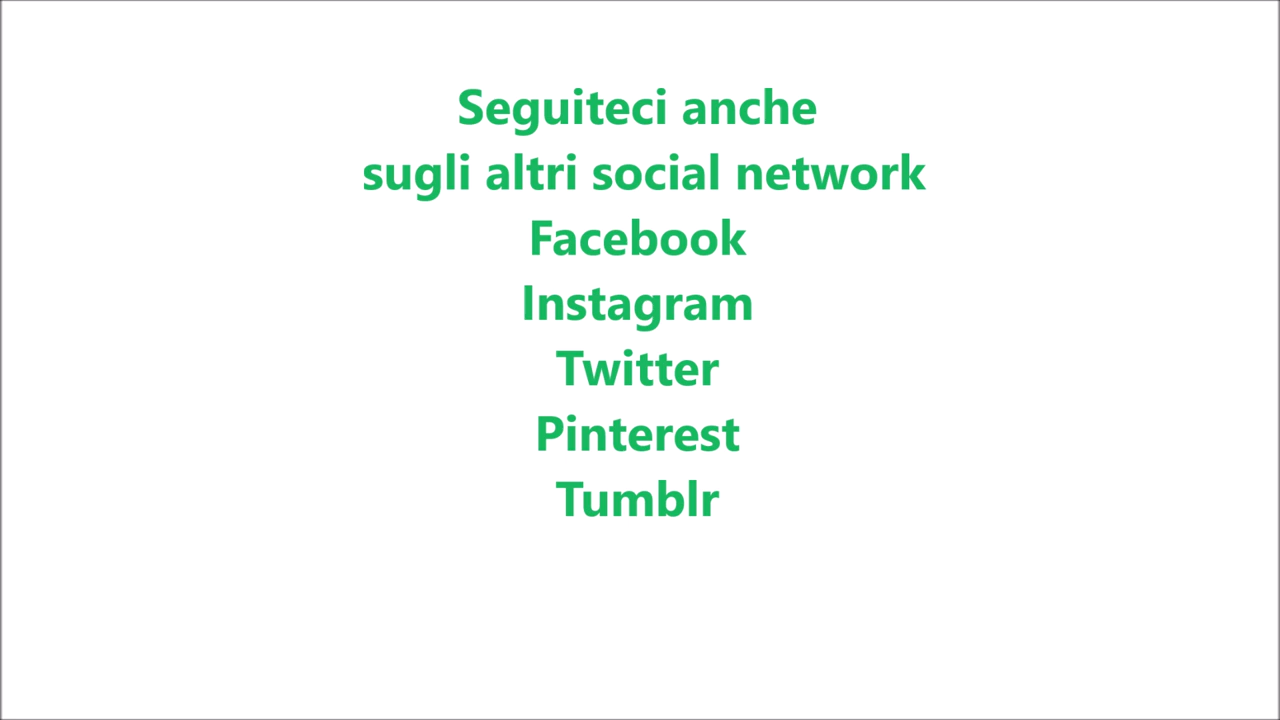 Seguiteci anche
sugli altri social network
Facebook
Instagram
Twitter
Pinterest
Tumblr